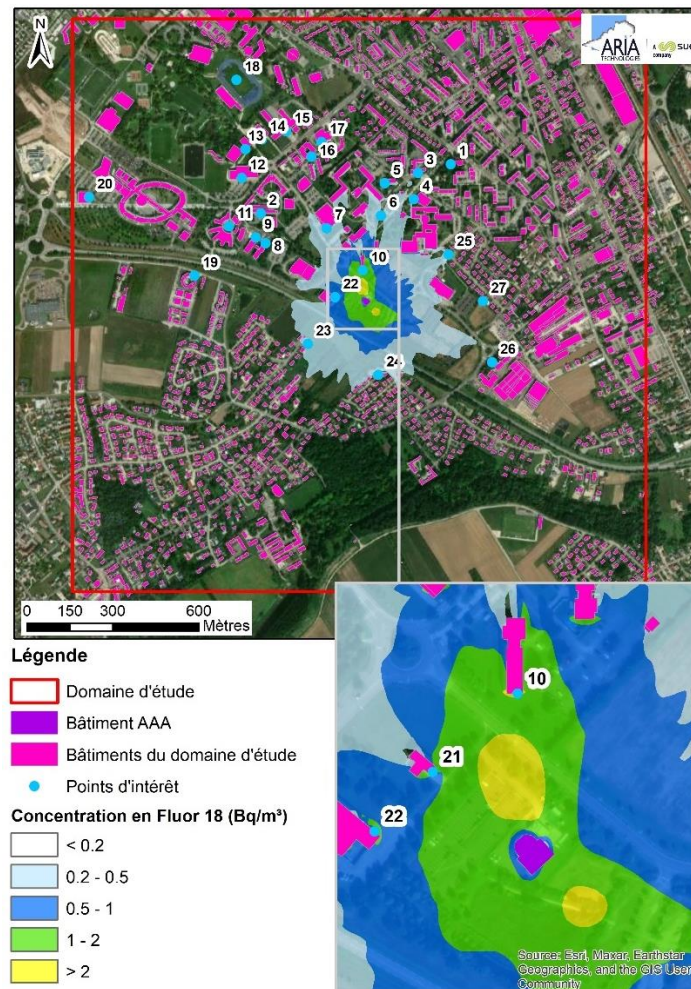 N
ARIA
TECHNOLOGIES
A SUE
company
18
14
15
13
17
16
12
1
3
5
4
20
2
6
11
9
7
8
25
10
19
22
27
23
26
24
0 150 300 600
Mètres
Légende
Domaine d'étude
Bâtiment AAA
Bâtiments du domaine d'étude
Points d'intérêt
Concentration en Fluor 18 (Bq/m³)
< 0.2
0.2 - 0.5
0.5 - 1
1 - 2
> 2
10
21
22
Source: Esri, Maxar, Earthstar
Geographics, and the GIS User
Community